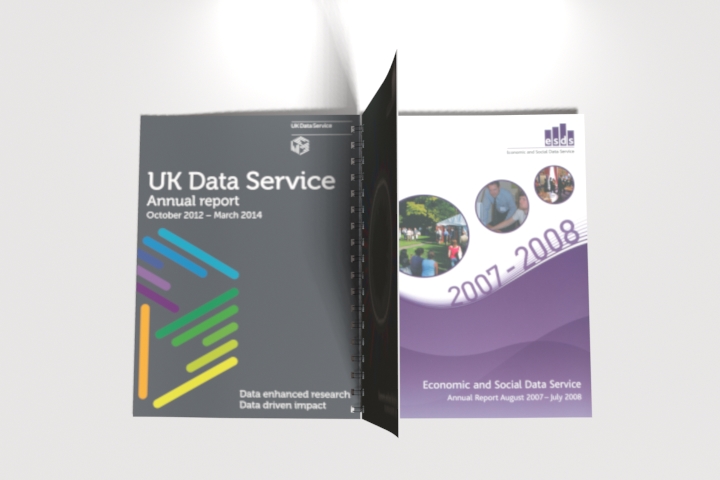 UK Data Service
UK Data Service
Annual report
October 2012 – March 2014
Data enhanced research
Data driven impact
esds
Economic and Social Data Service
2007-2008
Economic and Social Data Service
Annual Report August 2007 – July 2008